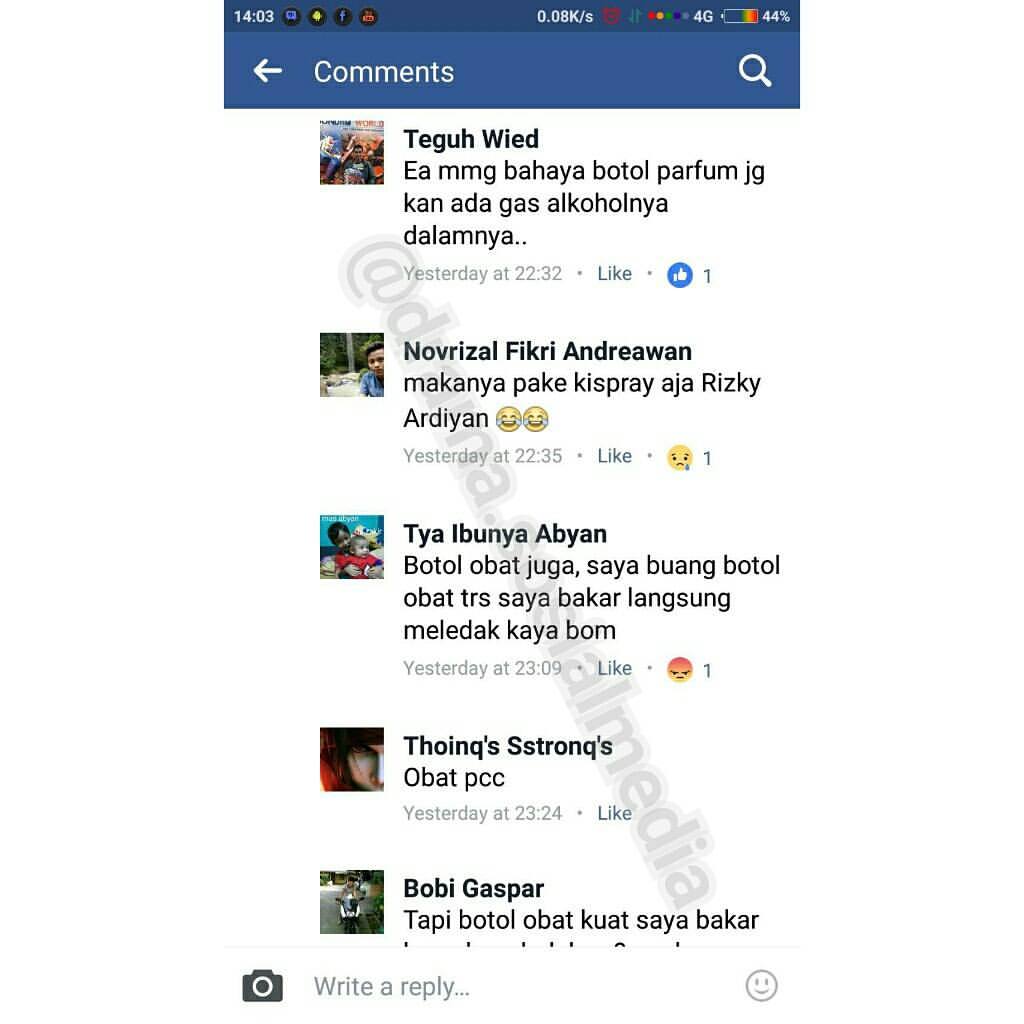 14:03 0.08K/s 4G 44%
Comments
Teguh Wied
Ea mmg bahaya botol parfum jg
kan ada gas alkoholnya
dalamnya..
Yesterday at 22:32 • Like • 1
Novrizal Fikri Andreawan
makanya pake kispray aja Rizky
Ardiyan 😂😂
Yesterday at 22:35 • Like • 1
mas abyan
Tya Ibunya Abyan
Botol obat juga, saya buang botol
obat trs saya bakar langsung
meledak kaya bom
Yesterday at 23:09 • Like • 1
Thoinq's Sstronq's
Obat pcc
Yesterday at 23:24 • Like
Bobi Gaspar
Tapi botol obat kuat saya bakar
Write a reply...
@drama.sosialmedia